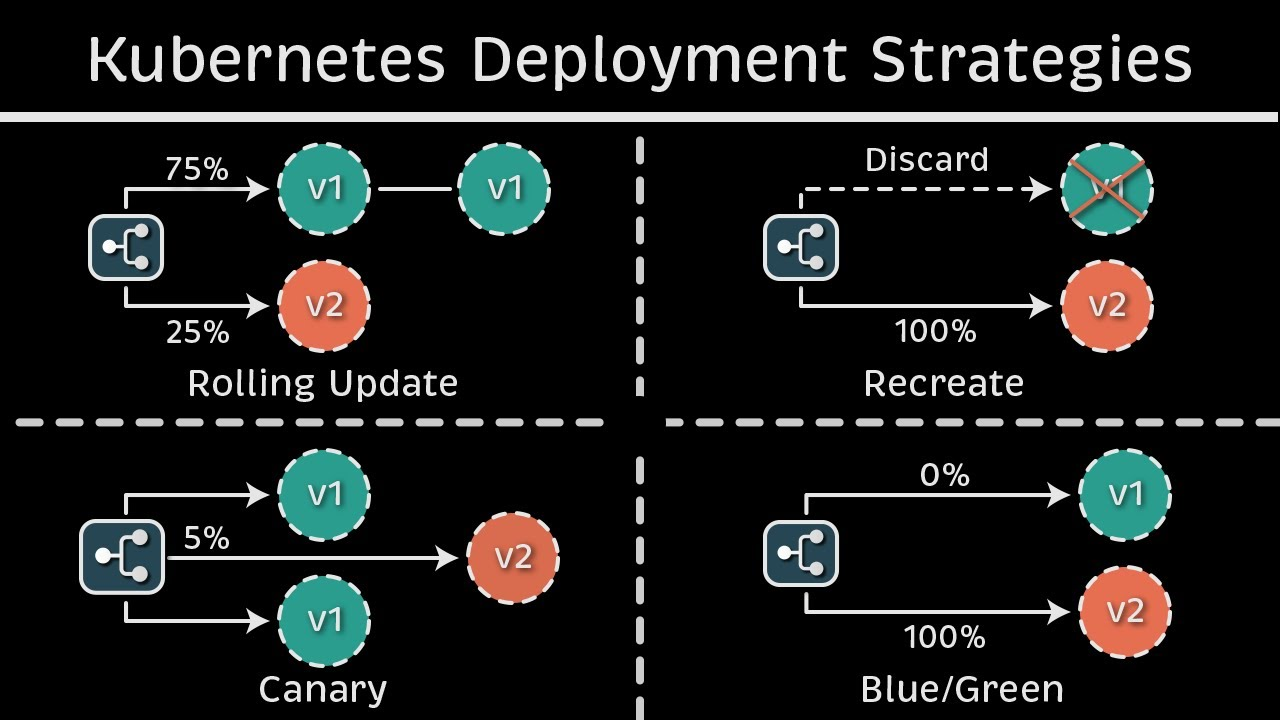 Kubernetes Deployment Strategies
75%
v1
v1
v2
25%
Rolling Update
Discard
v1
v2
100%
Recreate
v1
5%
v2
v1
Canary
0%
v1
v2
100%
Blue/Green